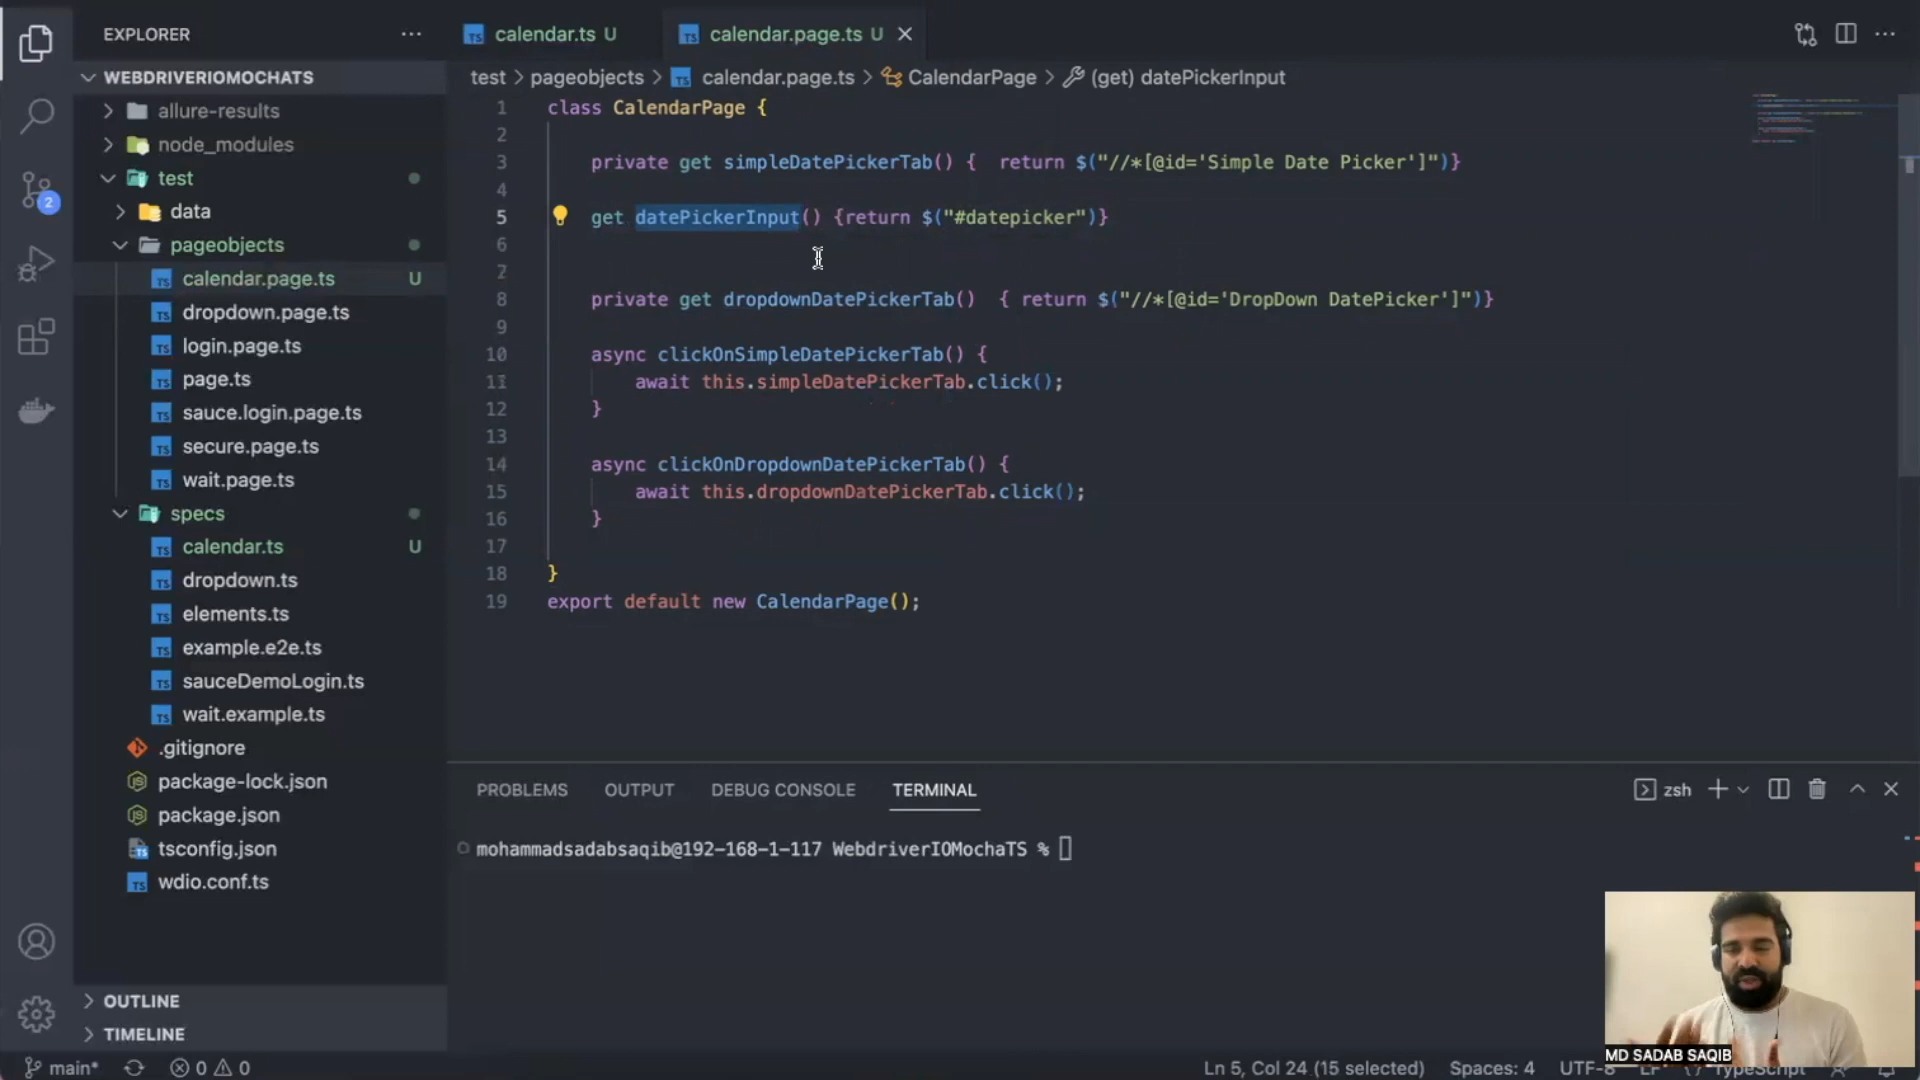 EXPLORER
WEBDRIVERIOMOCHATS
allure-results
node_modules
test
data
pageobjects
calendar.page.ts U
dropdown.page.ts
login.page.ts
page.ts
sauce.login.page.ts
secure.page.ts
wait.page.ts
specs
calendar.ts U
dropdown.ts
elements.ts
example.e2e.ts
sauceDemoLogin.ts
wait.example.ts
.gitignore
package-lock.json
package.json
tsconfig.json
wdio.conf.ts
OUTLINE
TIMELINE
2
calendar.ts U
calendar.page.ts U
test > pageobjects > calendar.page.ts > CalendarPage > (get) datePickerInput
1 class CalendarPage {
2
3 private get simpleDatePickerTab() { return $("//*[@id='Simple Date Picker']")}
4
5 get datePickerInput() {return $("#datepicker")}
6
2
8 private get dropdownDatePickerTab() { return $("//*[@id='DropDown DatePicker']")}
9
10 async clickOnSimpleDatePickerTab() {
11 await this.simpleDatePickerTab.click();
12 }
13
14 async clickOnDropdownDatePickerTab() {
15 await this.dropdownDatePickerTab.click();
16 }
17
18 }
19 export default new CalendarPage();
PROBLEMS OUTPUT DEBUG CONSOLE TERMINAL
zsh
mohammadsadabsaqib@192-168-1-117 WebdriverIOMochaTS %
MD SADAB SAQIB
main* 0 0 Ln 5, Col 24 (15 selected) Spaces: 4 UTF-8 LF {} TypeScript